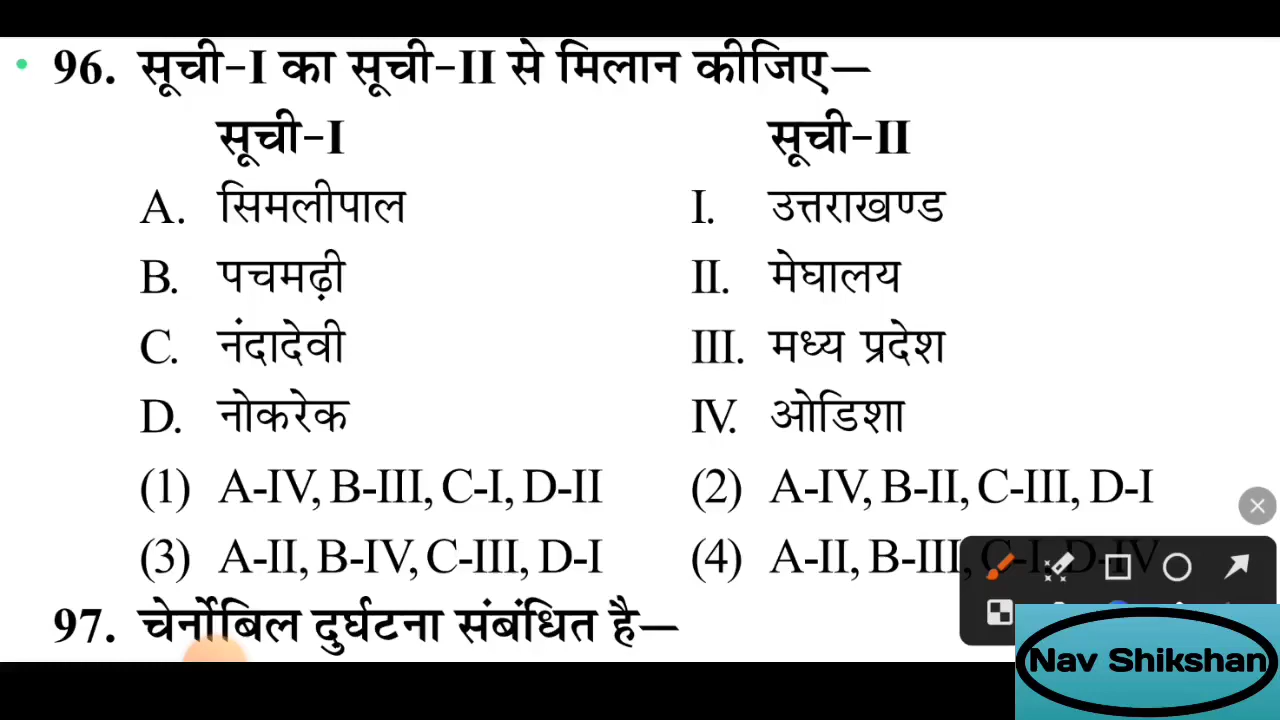 96. सूची-I का सूची-II से मिलान कीजिए—
सूची-I सूची-II
A. सिमलीपाल I. उत्तराखण्ड
B. पचमढ़ी II. मेघालय
C. नंदादेवी III. मध्य प्रदेश
D. नोकरेक IV. ओडिशा
(1) A-IV, B-III, C-I, D-II (2) A-IV, B-II, C-III, D-I
(3) A-II, B-IV, C-III, D-I (4) A-II, B-III, C-I, D-IV
97. चेर्नोबिल दुर्घटना संबंधित है—
Nav Shikshan